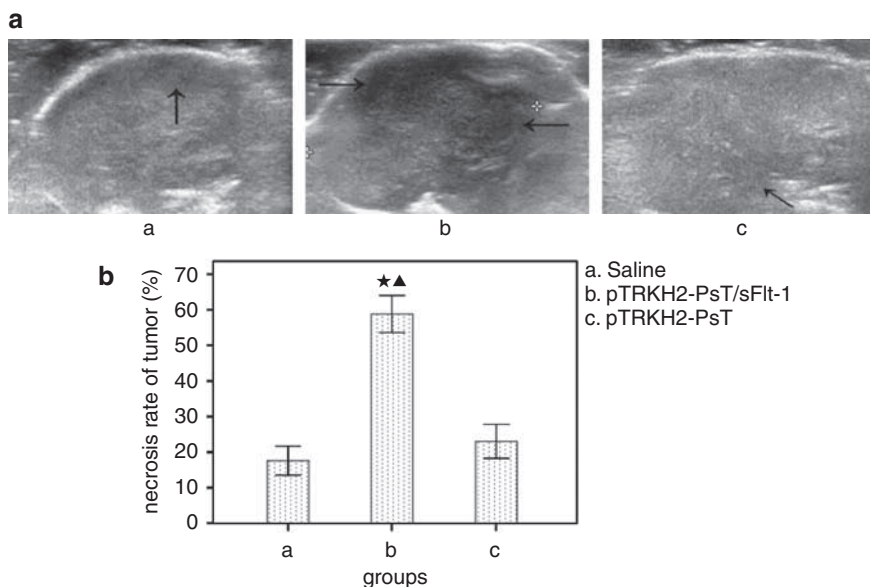 a
a
b
c
b
necrosis rate of tumor (%)
70
60
50
40
30
20
10
0
★▲
a
b
c
groups
a. Saline
b. pTRKH2-PsT/sFlt-1
c. pTRKH2-PsT